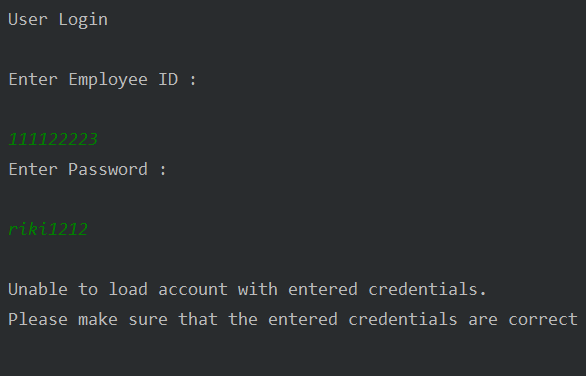 User Login
Enter Employee ID :
111122223
Enter Password :
riki1212
Unable to load account with entered credentials.
Please make sure that the entered credentials are correct